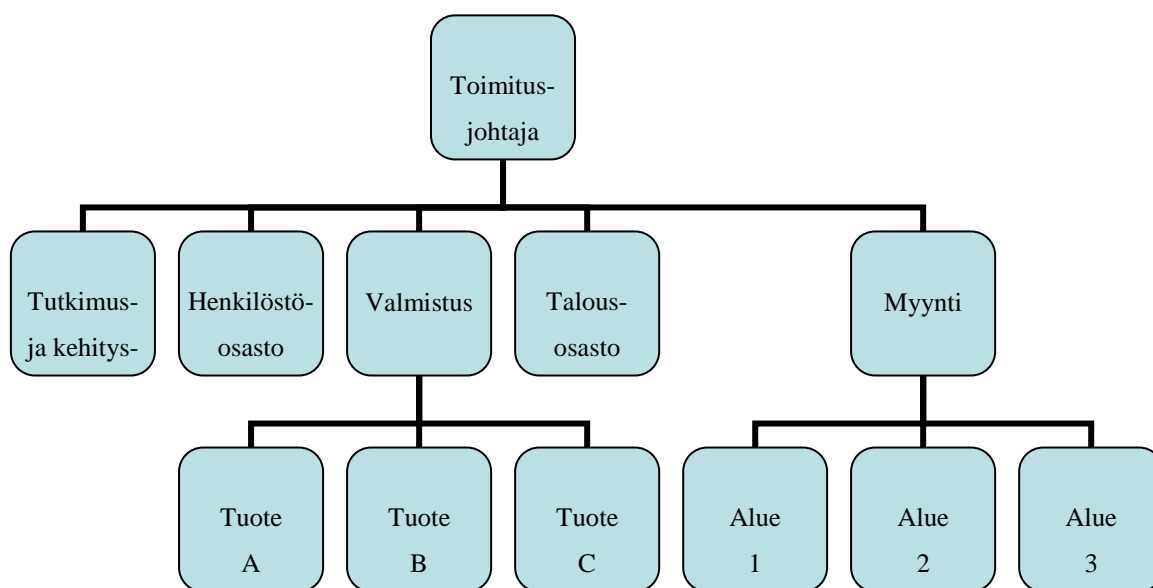 Toimitus-
johtaja
Tutkimus-
ja kehitys-
Henkilöstö-
osasto
Valmistus
Talous-
osasto
Myynti
Tuote
A
Tuote
B
Tuote
C
Alue
1
Alue
2
Alue
3